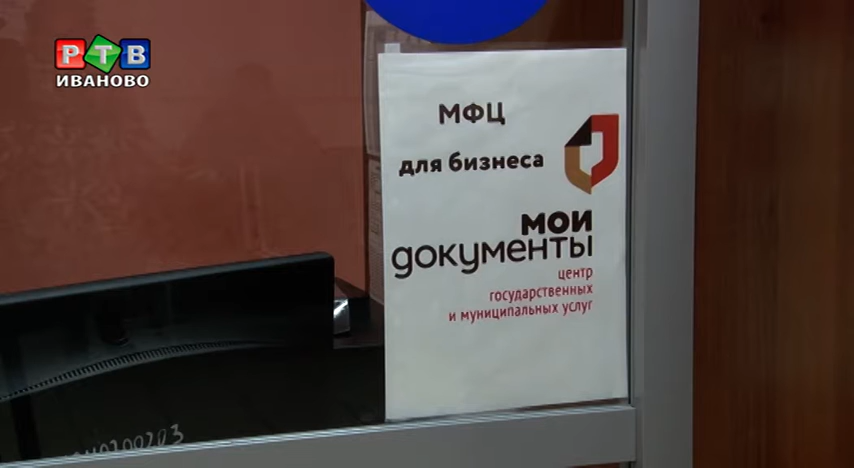 РТВ
ИВАНОВО
МФЦ
для бизнеса
мои
документы
центр
государственных
и муниципальных услуг